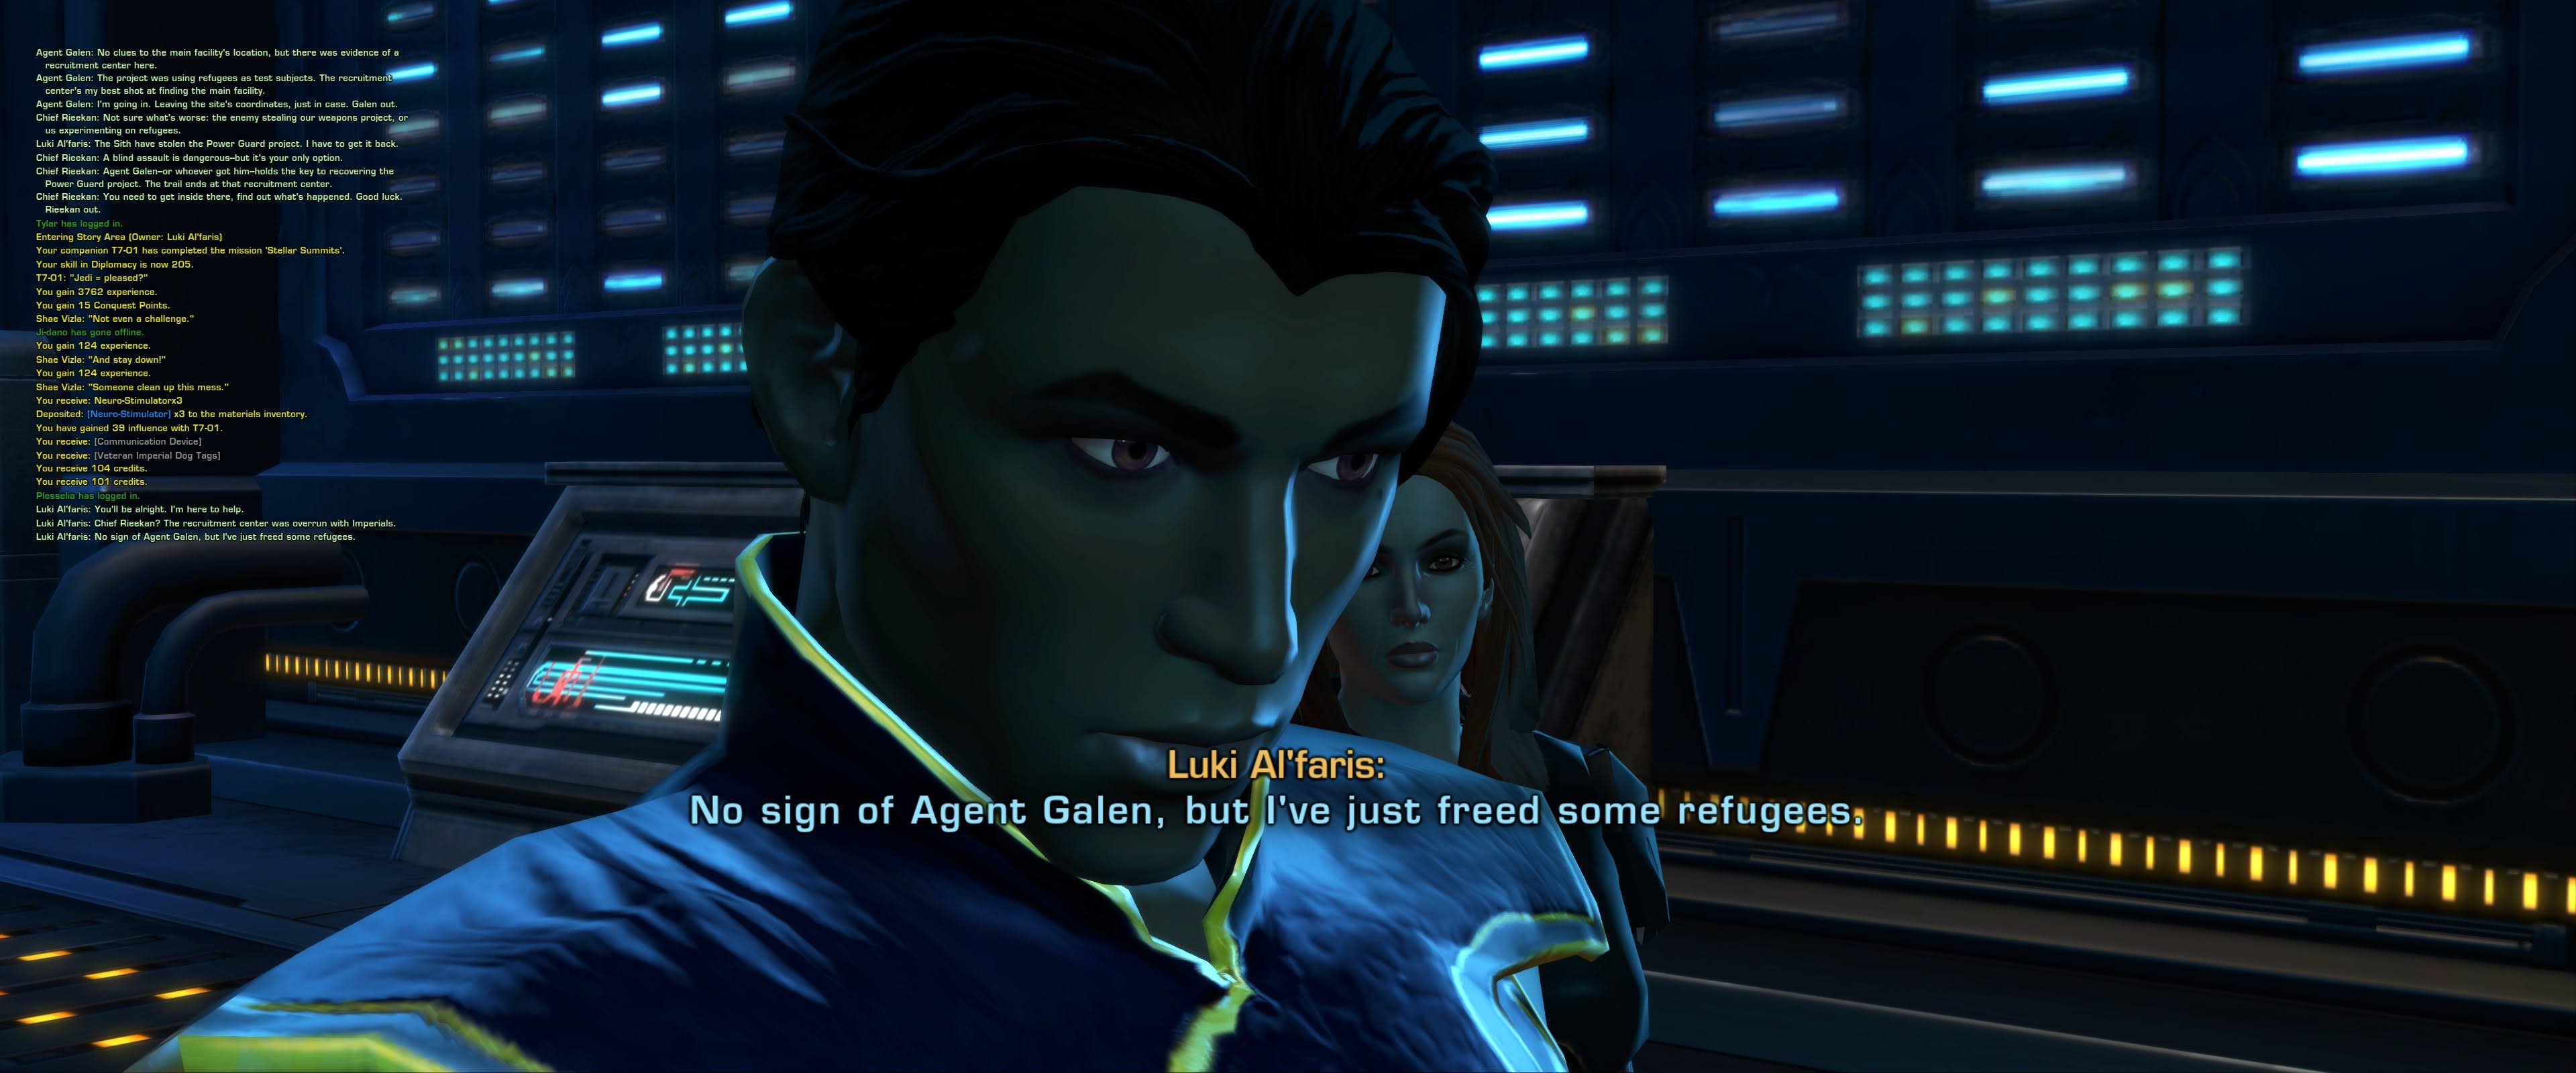 Agent Galen: No clues to the main facility's location, but there was evidence of a
recruitment center here.
Agent Galen: The project was using refugees as test subjects. The recruitment
center's my best shot at finding the main facility.
Agent Galen: I'm going in. Leaving the site's coordinates, just in case. Galen out.
Chief Rieekan: Not sure what's worse: the enemy stealing our weapons project, or
us experimenting on refugees.
Luki Al'faris: The Sith have stolen the Power Guard project. I have to get it back.
Chief Rieekan: A blind assault is dangerous—but it's your only option.
Chief Rieekan: Agent Galen—or whoever got him—holds the key to recovering the
Power Guard project. The trail ends at that recruitment center.
Chief Rieekan: You need to get inside there, find out what's happened. Good luck.
Rieekan out.
Tylar has logged in.
Entering Story Area (Owner: Luki Al'faris)
Your companion T7-01 has completed the mission 'Stellar Summits'.
Your skill in Diplomacy is now 205.
T7-01: "Jedi = pleased?"
You gain 3762 experience.
You gain 15 Conquest Points.
Shae Vizla: "Not even a challenge."
Ji-dano has gone offline.
You gain 124 experience.
Shae Vizla: "And stay down!"
You gain 124 experience.
Shae Vizla: "Someone clean up this mess."
You receive: Neuro-Stimulatorx3
Deposited: [Neuro-Stimulator] x3 to the materials inventory.
You have gained 39 influence with T7-01.
You receive: [Communication Device]
You receive: [Veteran Imperial Dog Tags]
You receive 104 credits.
You receive 101 credits.
Plesselia has logged in.
Luki Al'faris: You'll be alright. I'm here to help.
Luki Al'faris: Chief Rieekan? The recruitment center was overrun with Imperials.
Luki Al'faris: No sign of Agent Galen, but I've just freed some refugees.
Luki Al'faris:
No sign of Agent Galen, but I've just freed some refugees.